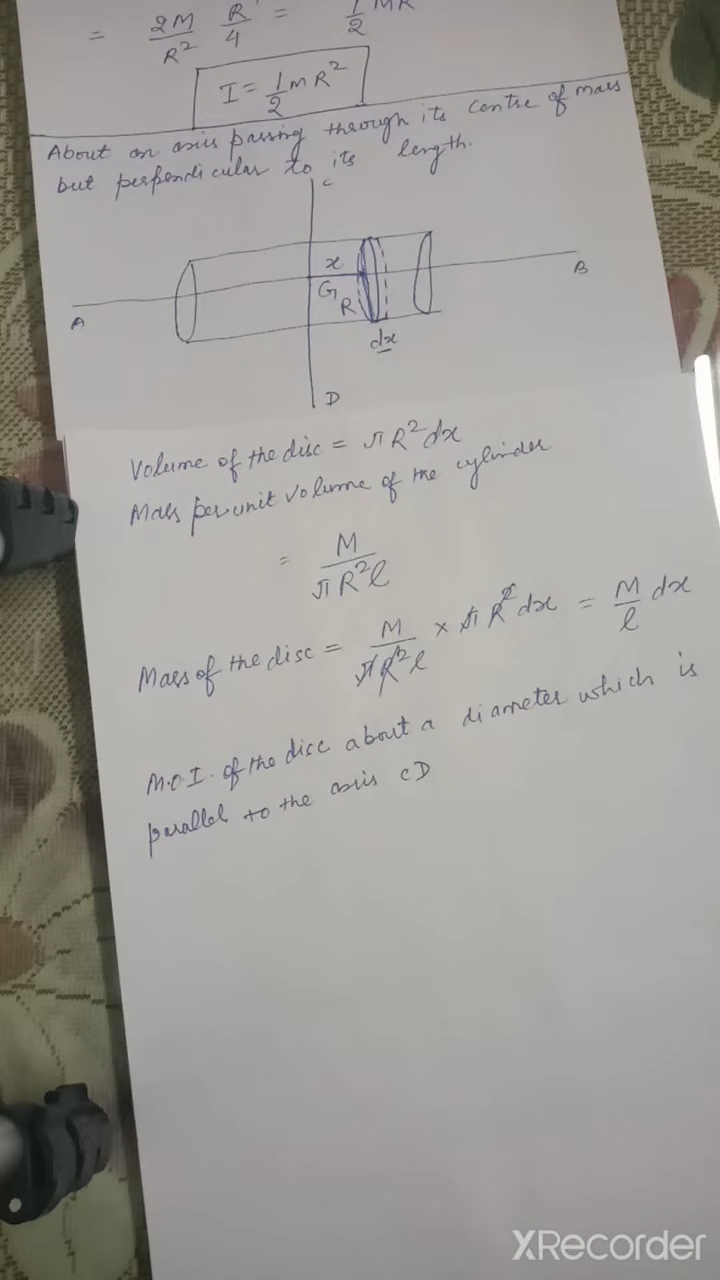 = 2M/R² R/4 = 1/2 MR
I = 1/2 MR²
About an axis passing through its centre of mass
but perpendicular to its length.
C
x
G
R
A
B
dx
D
Volume of the disc = πR²dx
Mass per unit volume of the cylinder
= M/πR²l
Mass of the disc = M/πR²l × πR²dx = M/l dx
M.O.I. of the disc about a diameter which is
parallel to the axis CD
XRecorder